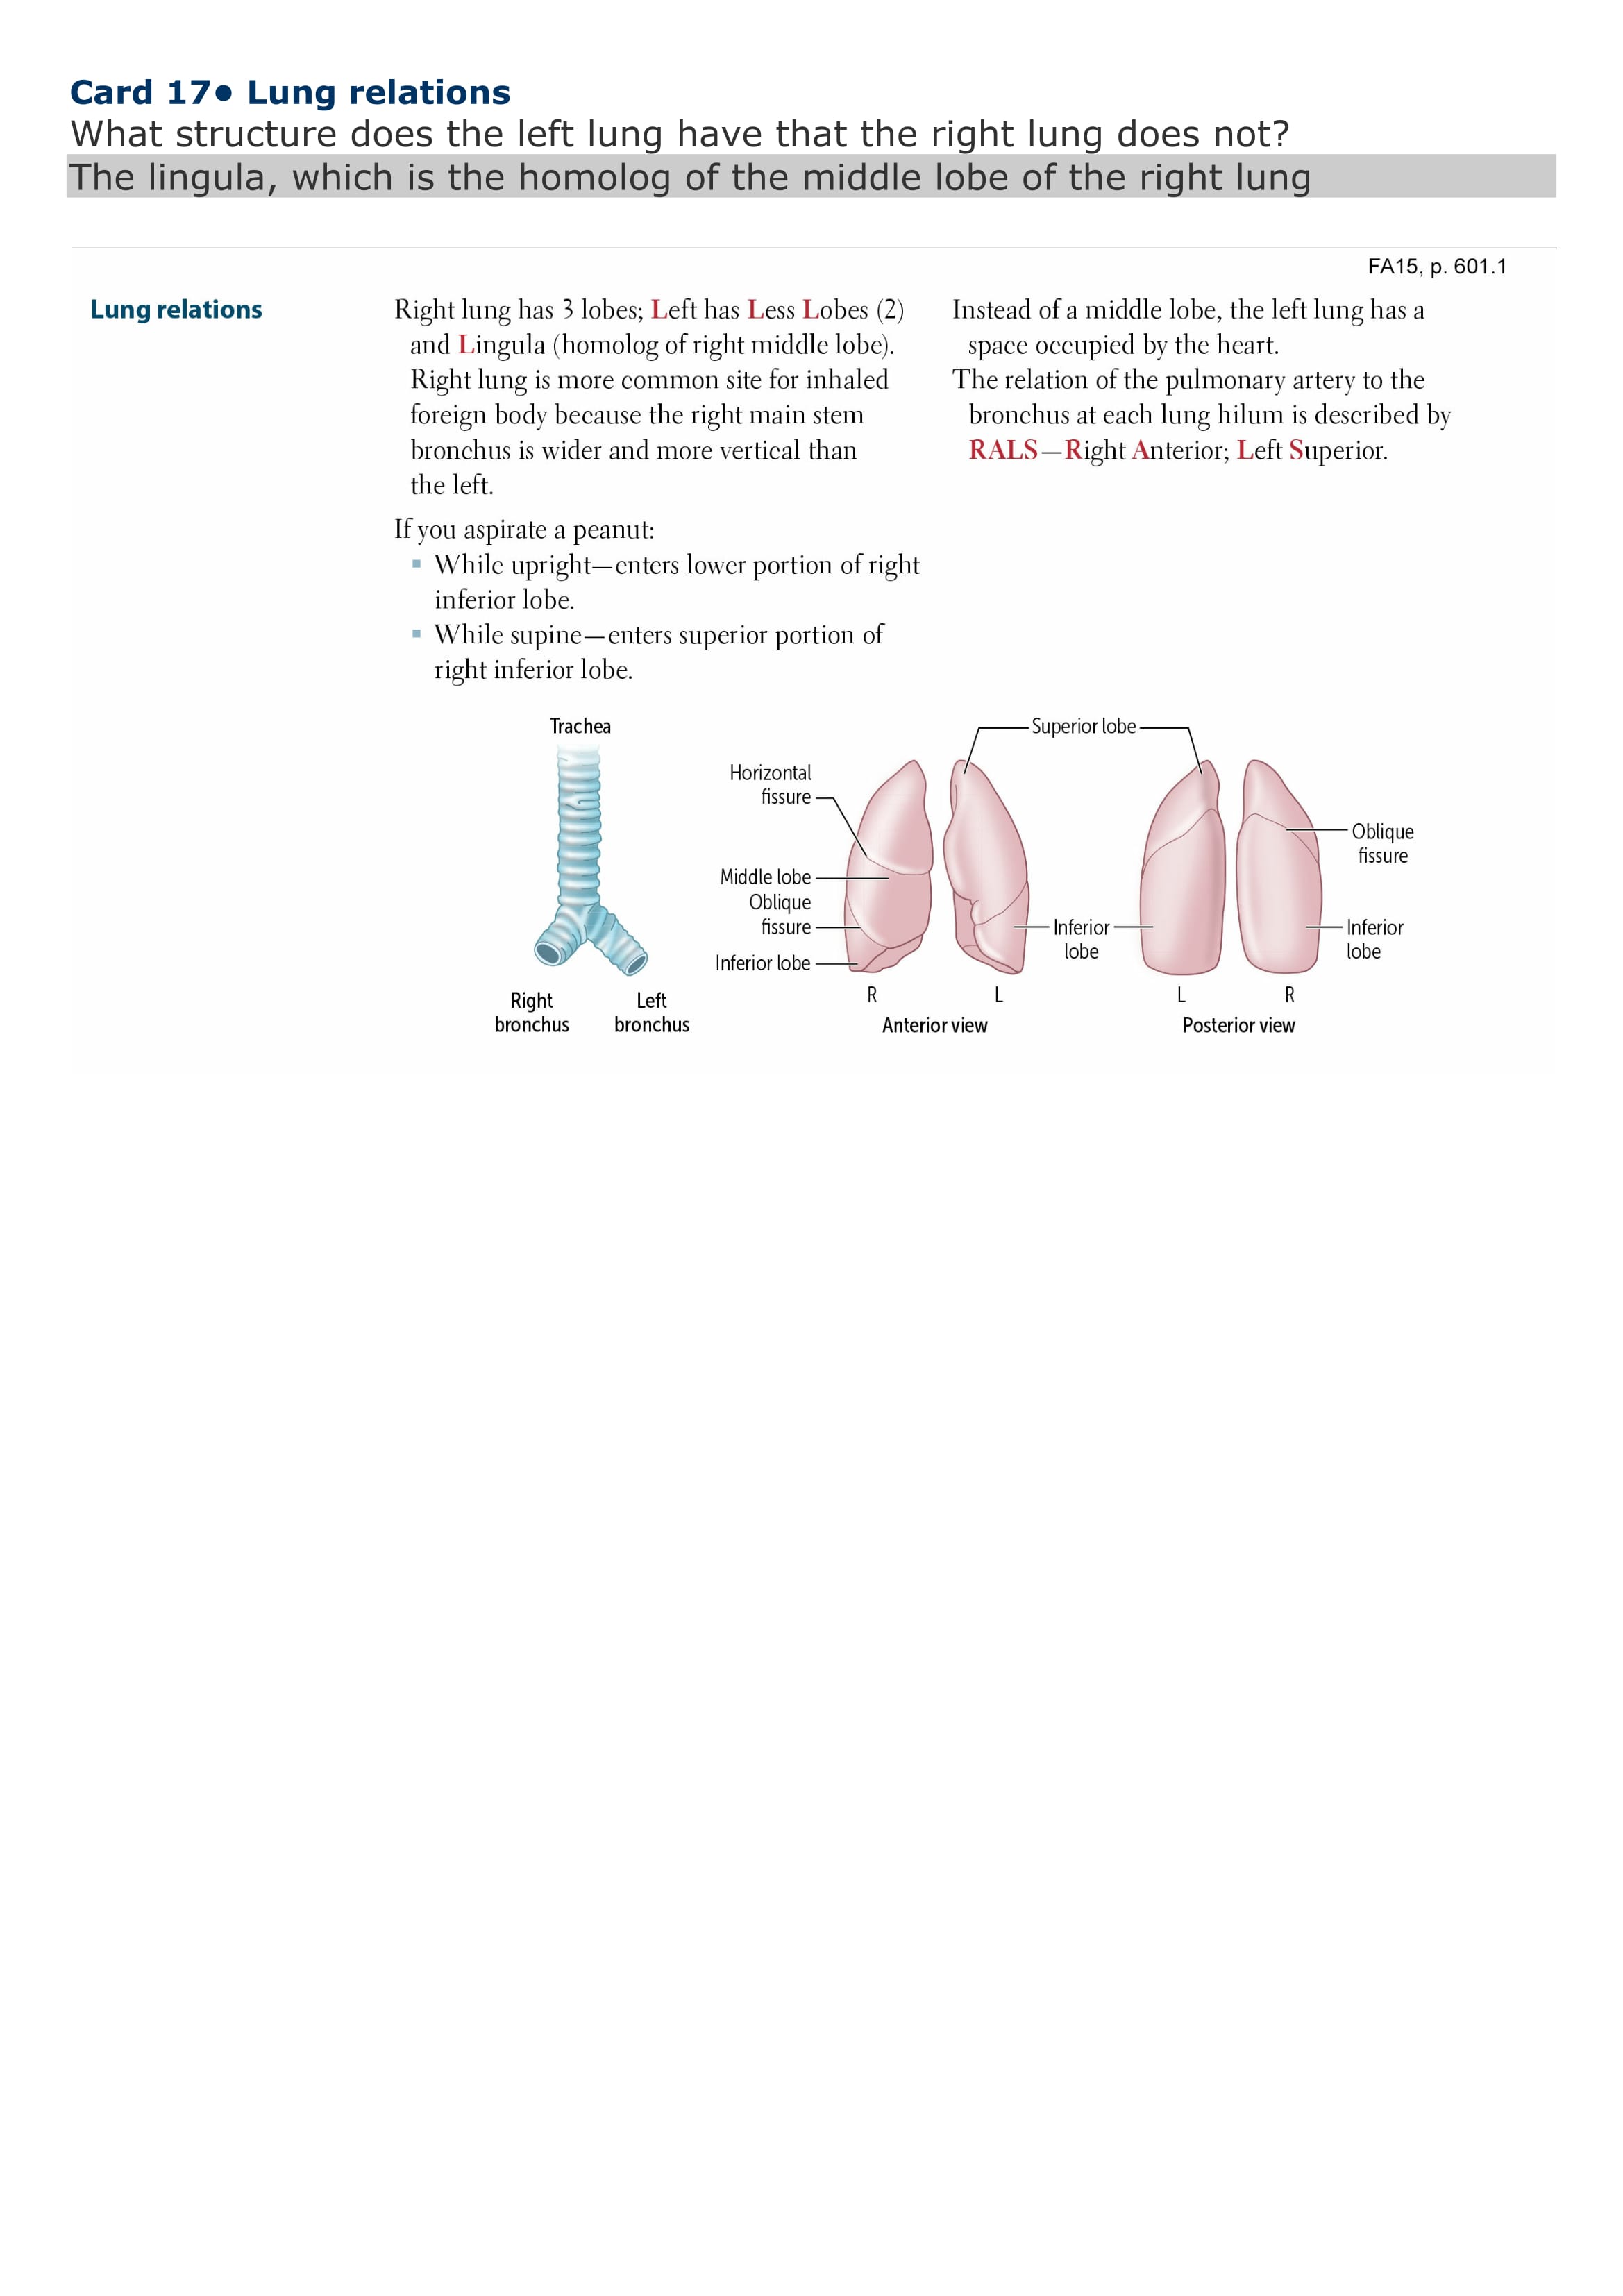 Card 17• Lung relations
What structure does the left lung have that the right lung does not?
The lingula, which is the homolog of the middle lobe of the right lung
FA15, p. 601.1
Lung relations
Right lung has 3 lobes; Left has Less Lobes (2)
and Lingula (homolog of right middle lobe).
Right lung is more common site for inhaled
foreign body because the right main stem
bronchus is wider and more vertical than
the left.
If you aspirate a peanut:
▪ While upright—enters lower portion of right
inferior lobe.
▪ While supine—enters superior portion of
right inferior lobe.
Instead of a middle lobe, the left lung has a
space occupied by the heart.
The relation of the pulmonary artery to the
bronchus at each lung hilum is described by
RALS—Right Anterior; Left Superior.
Trachea
Right
bronchus
Left
bronchus
Horizontal
fissure
Middle lobe
Oblique
fissure
Inferior lobe
Superior lobe
Inferior
lobe
R
L
Anterior view
Oblique
fissure
Inferior
lobe
L
R
Posterior view